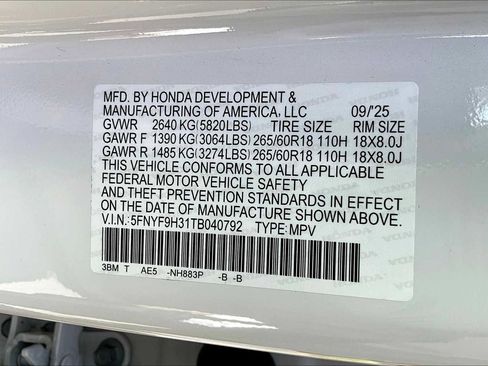 MFD. BY HONDA DEVELOPMENT &
MANUFACTURING OF AMERICA, LLC 09/'25
GVWR 2640 KG(5820LBS) TIRE SIZE RIM SIZE
GAWR F 1390 KG(3064LBS) 265/60R18 110H 18X8.0J
GAWR R 1485 KG(3274LBS) 265/60R18 110H 18X8.0J
THIS VEHICLE CONFORMS TO ALL APPLICABLE
FEDERAL MOTOR VEHICLE SAFETY
AND THEFT PREVENTION STANDARDS IN EFFECT
ON THE DATE OF MANUFACTURE SHOWN ABOVE.
V.I.N.: 5FNYF9H31TB040792 TYPE: MPV
3BM T AE5 -NH883P -B -B